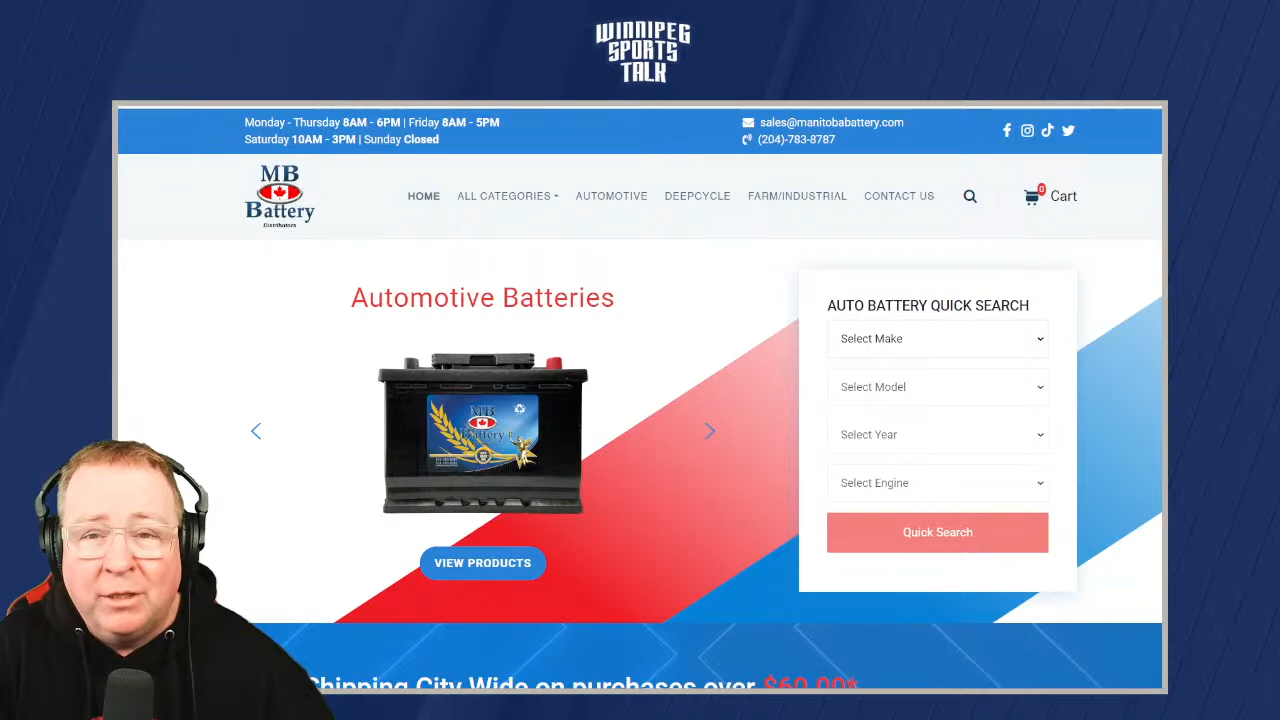 WINNIPEG
SPORTS
TALK
Monday - Thursday 8AM - 6PM | Friday 8AM - 5PM
Saturday 10AM - 3PM | Sunday Closed
sales@manitobabattery.com
(204)-783-8787
MB
Battery
Distributors
HOME
ALL CATEGORIES
AUTOMOTIVE
DEEPCYCLE
FARM/INDUSTRIAL
CONTACT US
0
Cart
Automotive Batteries
MB
Battery
VIEW PRODUCTS
AUTO BATTERY QUICK SEARCH
Select Make
Select Model
Select Year
Select Engine
Quick Search
Shipping City Wide on purchases over $60.00*